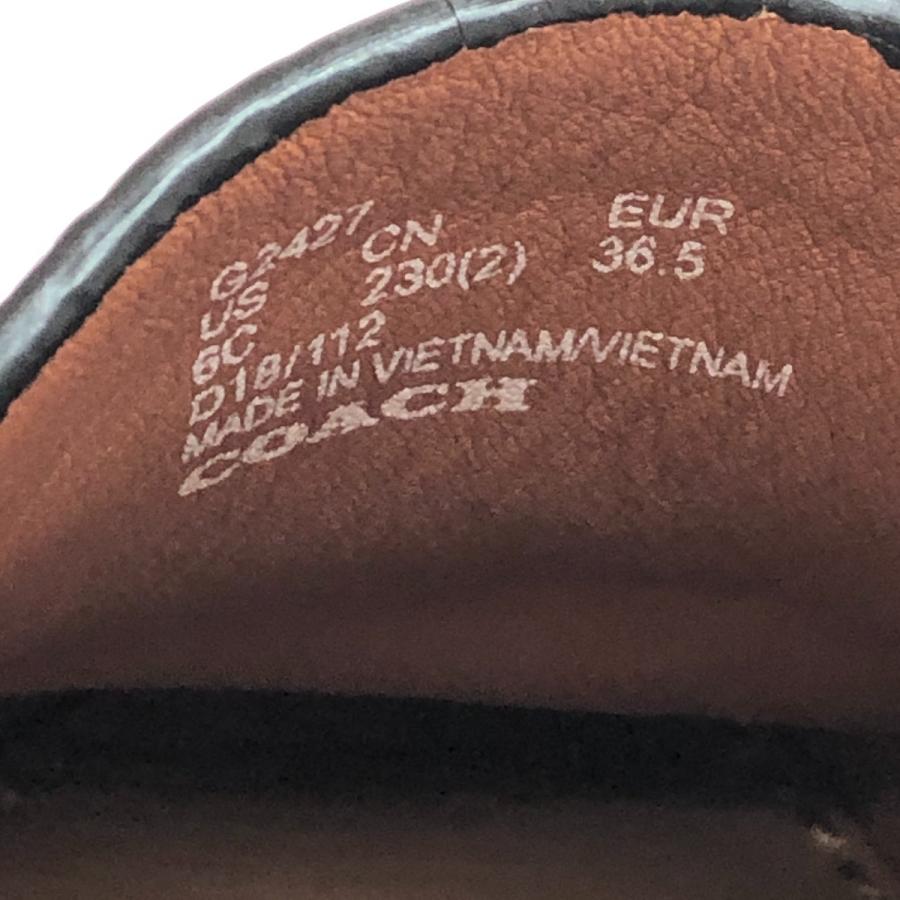 G2427
US CN EUR
6C 230(2) 36.5
D18/112
MADE IN VIETNAM/VIETNAM
COACH